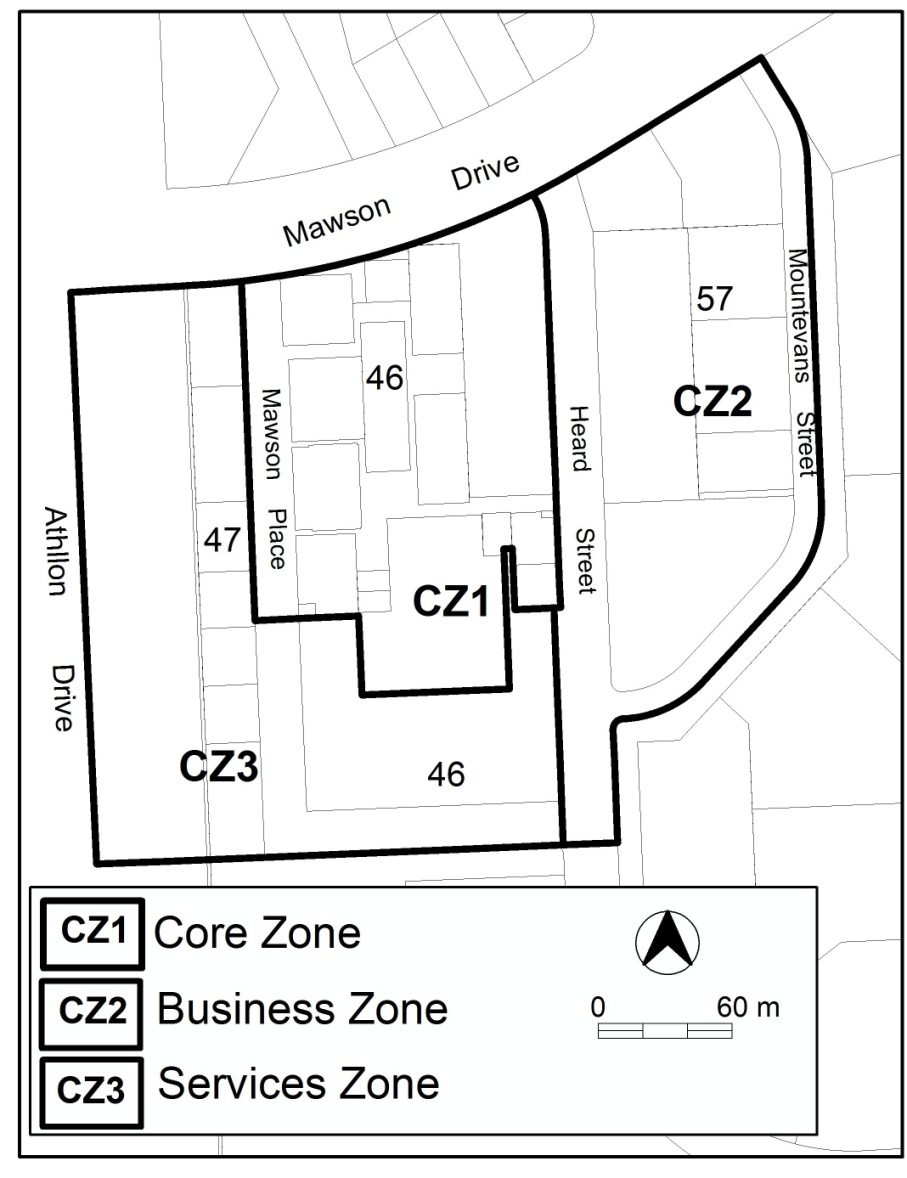 Mawson Drive
57
Mountevans Street
46
CZ2
Mawson Place
Heard Street
Athllon Drive
47
CZ1
CZ3
46
CZ1 Core Zone
CZ2 Business Zone
CZ3 Services Zone
0 60 m